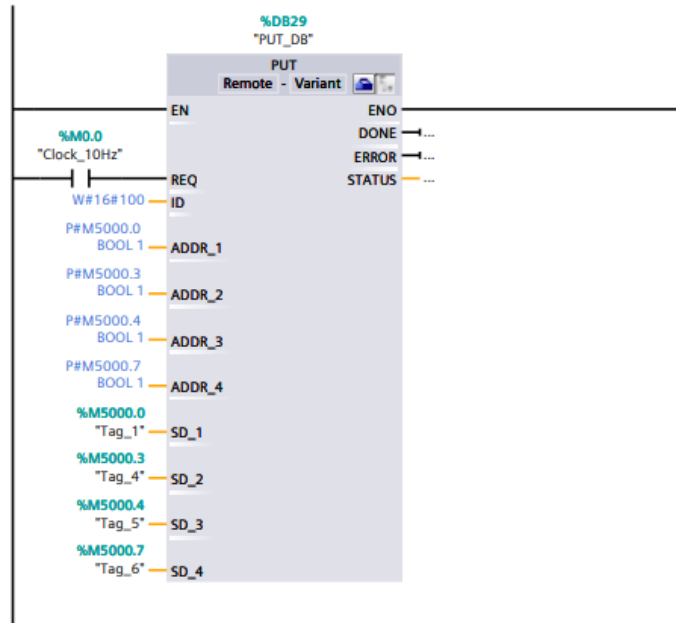 %DB29
"PUT_DB"
PUT
Remote - Variant
EN ENO
DONE ...
%M0.0
"Clock_10Hz"
ERROR ...
REQ STATUS ...
W#16#100 ID
P#M5000.0
BOOL 1 ADDR_1
P#M5000.3
BOOL 1 ADDR_2
P#M5000.4
BOOL 1 ADDR_3
P#M5000.7
BOOL 1 ADDR_4
%M5000.0
"Tag_1" SD_1
%M5000.3
"Tag_4" SD_2
%M5000.4
"Tag_5" SD_3
%M5000.7
"Tag_6" SD_4